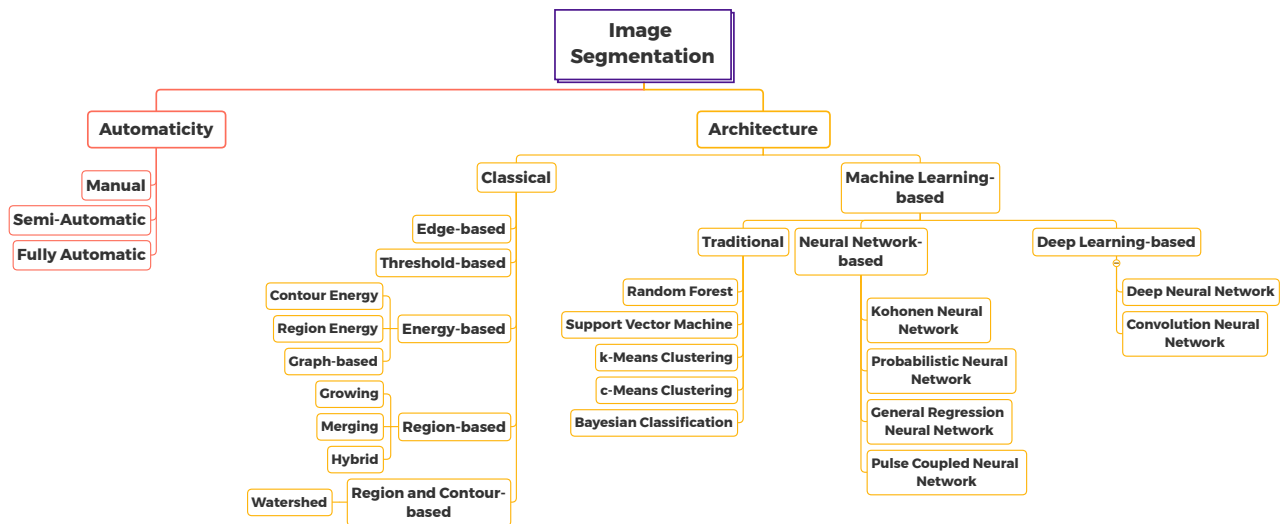 Image
Segmentation
Automaticity
Architecture
Manual
Semi-Automatic
Fully Automatic
Classical
Machine Learning-
based
Edge-based
Threshold-based
Contour Energy
Region Energy
Graph-based
Energy-based
Growing
Merging
Hybrid
Region-based
Watershed
Region and Contour-
based
Traditional
Neural Network-
based
Deep Learning-based
Random Forest
Support Vector Machine
k-Means Clustering
c-Means Clustering
Bayesian Classification
Kohonen Neural
Network
Probabilistic Neural
Network
General Regression
Neural Network
Pulse Coupled Neural
Network
Deep Neural Network
Convolution Neural
Network